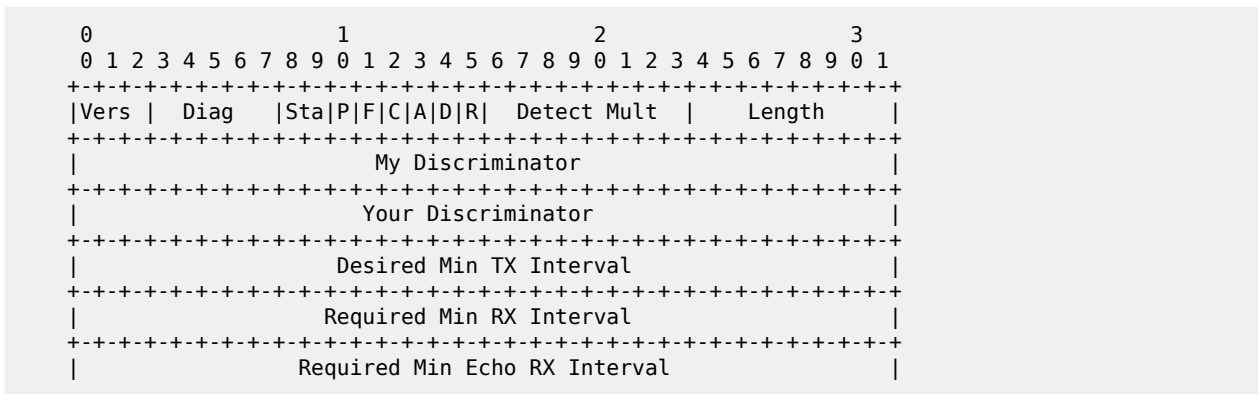 0                   1                   2                   3
 0 1 2 3 4 5 6 7 8 9 0 1 2 3 4 5 6 7 8 9 0 1 2 3 4 5 6 7 8 9 0 1
+-+-+-+-+-+-+-+-+-+-+-+-+-+-+-+-+-+-+-+-+-+-+-+-+-+-+-+-+-+-+-+-+
|Vers |  Diag   |Sta|P|F|C|A|D|R|  Detect Mult  |    Length     |
+-+-+-+-+-+-+-+-+-+-+-+-+-+-+-+-+-+-+-+-+-+-+-+-+-+-+-+-+-+-+-+-+
|                       My Discriminator                        |
+-+-+-+-+-+-+-+-+-+-+-+-+-+-+-+-+-+-+-+-+-+-+-+-+-+-+-+-+-+-+-+-+
|                      Your Discriminator                       |
+-+-+-+-+-+-+-+-+-+-+-+-+-+-+-+-+-+-+-+-+-+-+-+-+-+-+-+-+-+-+-+-+
|                    Desired Min TX Interval                    |
+-+-+-+-+-+-+-+-+-+-+-+-+-+-+-+-+-+-+-+-+-+-+-+-+-+-+-+-+-+-+-+-+
|                   Required Min RX Interval                    |
+-+-+-+-+-+-+-+-+-+-+-+-+-+-+-+-+-+-+-+-+-+-+-+-+-+-+-+-+-+-+-+-+
|                 Required Min Echo RX Interval                 |